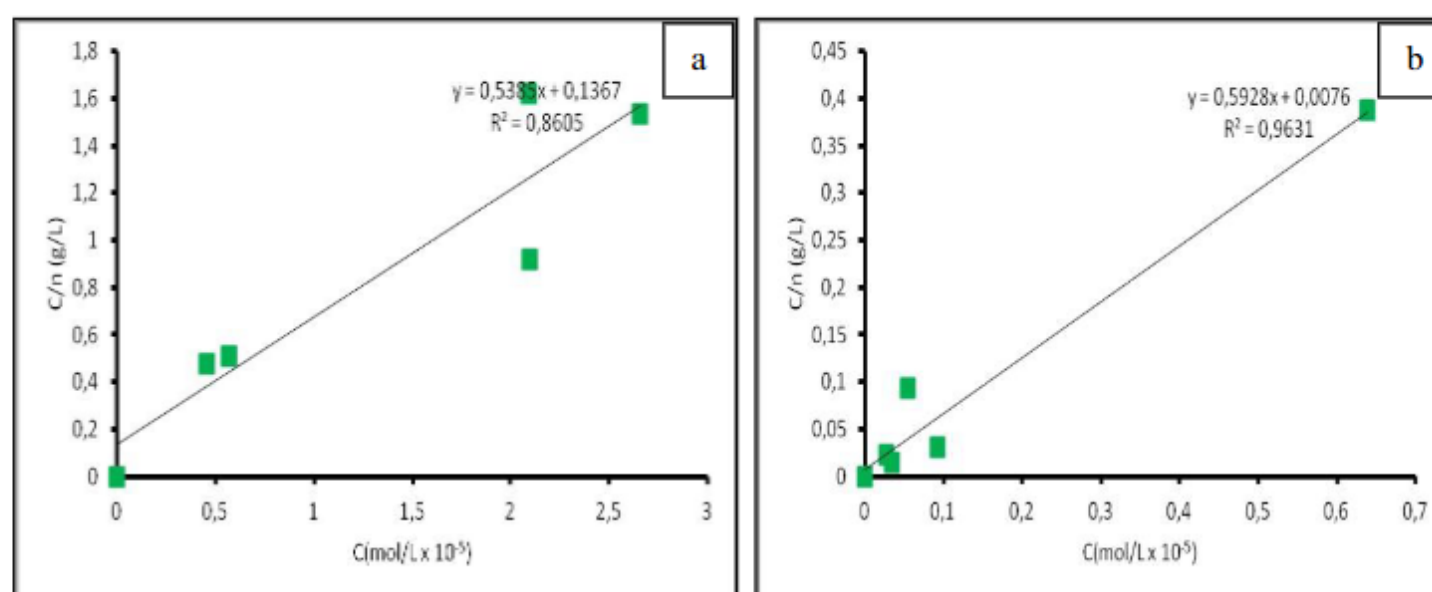 a
1,8
1,6
1,4
1,2
1
0,8
0,6
0,4
0,2
0
C/n (g/L)
y = 0,5385x + 0,1367
R² = 0,8605
0 0,5 1 1,5 2 2,5 3
C(mol/L x 10⁻⁵)
b
0,45
0,4
0,35
0,3
0,25
0,2
0,15
0,1
0,05
0
C/n (g/L)
y = 0,5928x + 0,0076
R² = 0,9631
0 0,1 0,2 0,3 0,4 0,5 0,6 0,7
C(mol/L x 10⁻⁵)